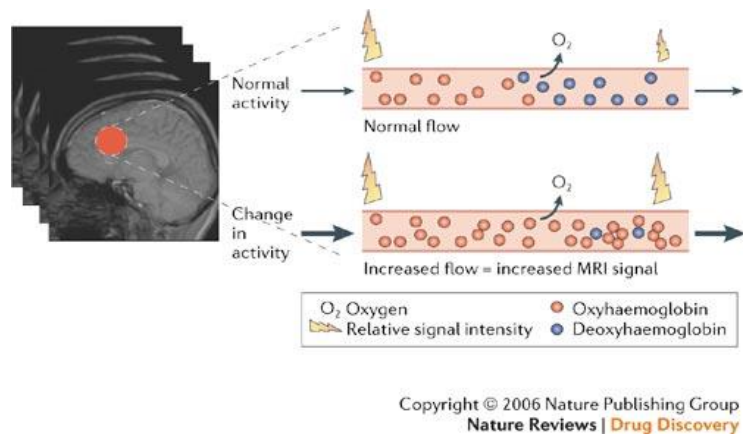 O2
Normal
activity
Normal flow
O2
Change
in
activity
Increased flow = increased MRI signal
O2 Oxygen
Oxyhaemoglobin
Relative signal intensity
Deoxyhaemoglobin
Copyright © 2006 Nature Publishing Group
Nature Reviews | Drug Discovery